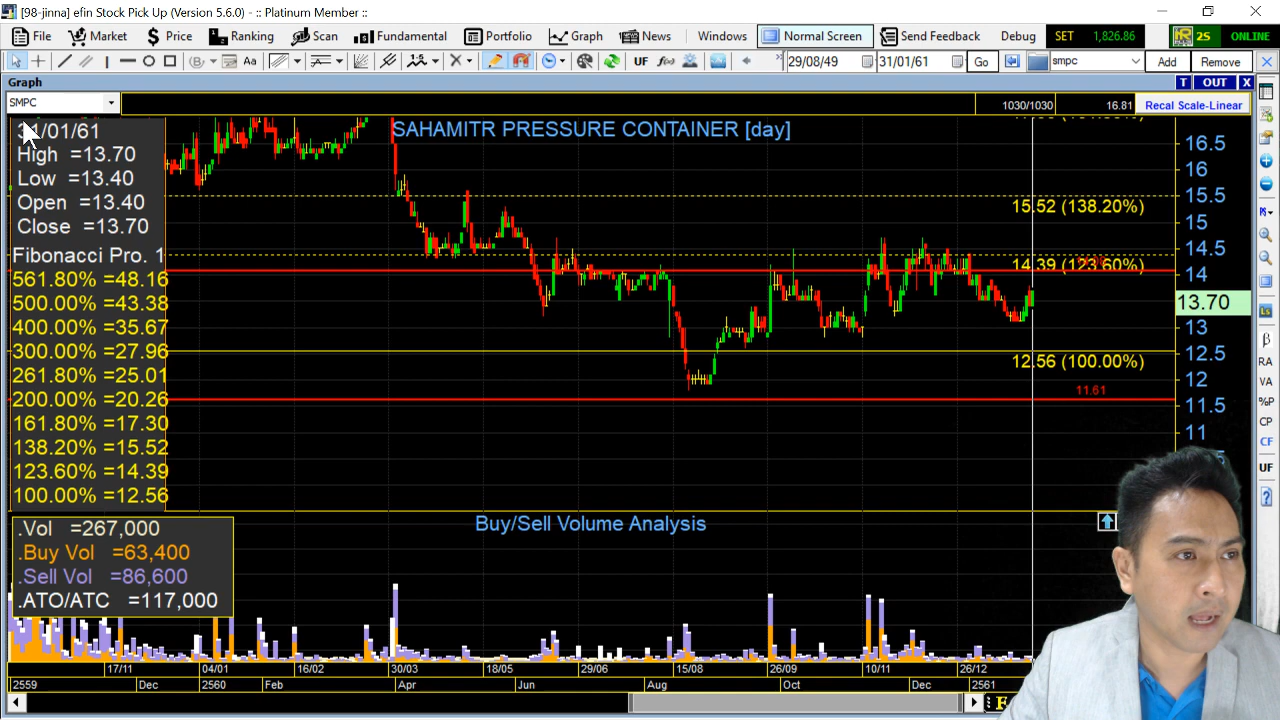 [98-jinna] efin Stock Pick Up (Version 5.6.0) - :: Platinum Member ::
File Market Price Ranking Scan Fundamental Portfolio Graph News Windows Normal Screen Send Feedback Debug SET 1,826.86 2S ONLINE
Aa UF f(x) 29/08/49 31/01/61 Go smpc Add Remove
Graph T OUT X
SMPC 1030/1030 16.81 Recal Scale-Linear
SAHAMITR PRESSURE CONTAINER [day]
/01/61
High =13.70
Low =13.40
Open =13.40
Close =13.70
Fibonacci Pro. 1
561.80% =48.16
500.00% =43.38
400.00% =35.67
300.00% =27.96
261.80% =25.01
200.00% =20.26
161.80% =17.30
138.20% =15.52
123.60% =14.39
100.00% =12.56
15.52 (138.20%)
14.39 (123.60%)
12.56 (100.00%)
11.61
16.5
16
15.5
15
14.5
14
13.70
13
12.5
12
11.5
11
β
RA
VA
%P
CP
CF
UF
Buy/Sell Volume Analysis
.Vol =267,000
.Buy Vol =63,400
.Sell Vol =86,600
.ATO/ATC =117,000
17/11 04/01 16/02 30/03 18/05 29/06 15/08 26/09 10/11 26/12
2559 Dec 2560 Feb Apr Jun Aug Oct Dec 2561